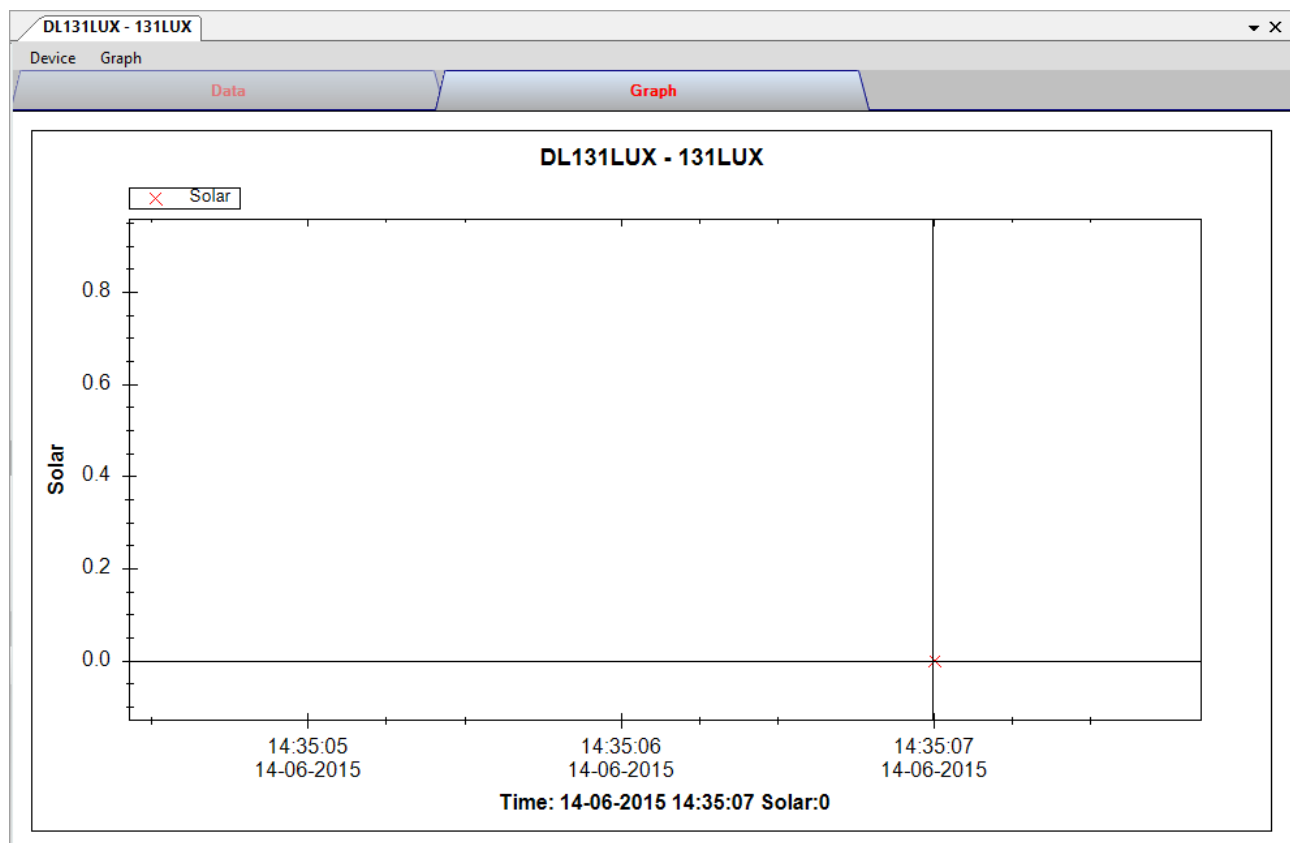 DL131LUX - 131LUX
Device Graph
Data Graph
DL131LUX - 131LUX
Solar
0.8
0.6
0.4
0.2
0.0
Solar
14:35:05 14:35:06 14:35:07
14-06-2015 14-06-2015 14-06-2015
Time: 14-06-2015 14:35:07 Solar:0